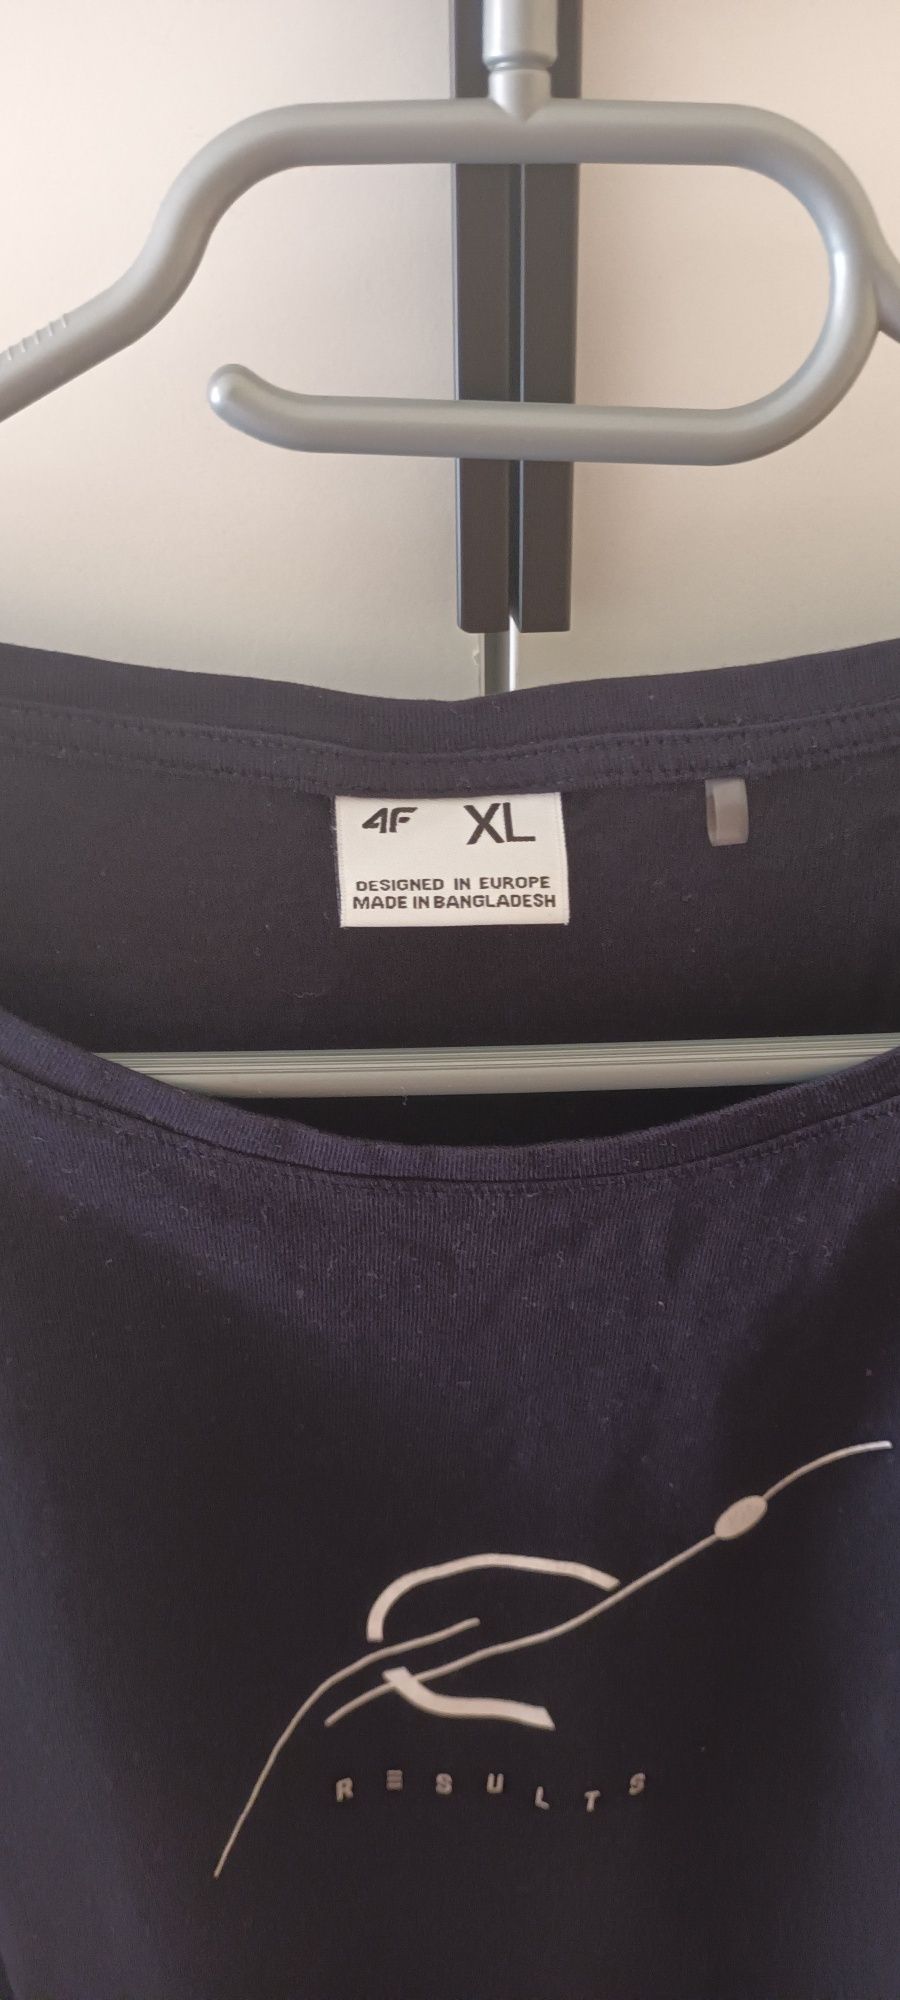 4F XL
DESIGNED IN EUROPE
MADE IN BANGLADESH
RESULTS